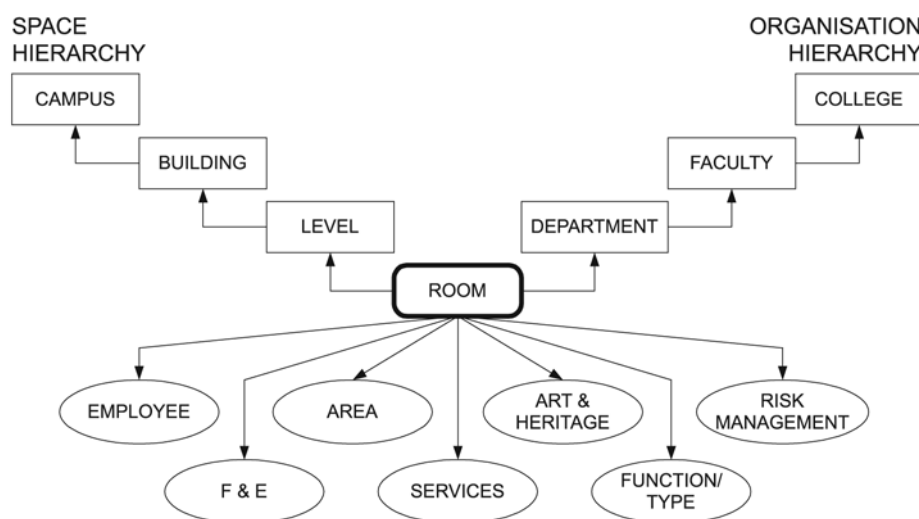 SPACE
HIERARCHY
ORGANISATION
HIERARCHY
CAMPUS
COLLEGE
BUILDING
FACULTY
LEVEL
DEPARTMENT
ROOM
EMPLOYEE
AREA
ART &
HERITAGE
RISK
MANAGEMENT
F & E
SERVICES
FUNCTION/
TYPE